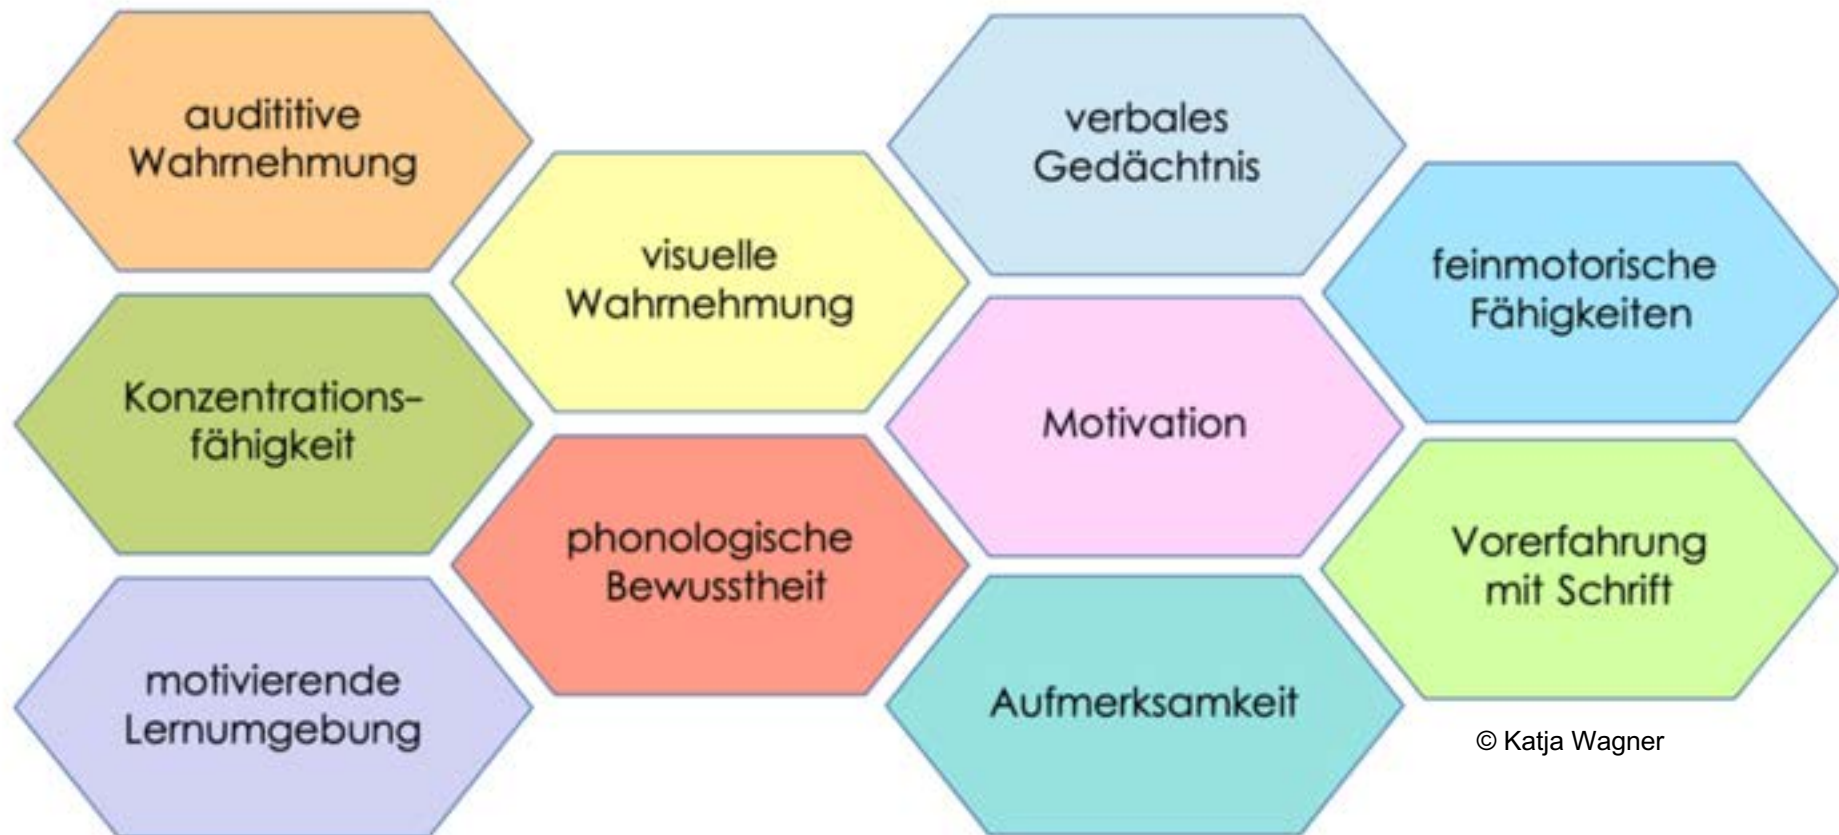 audititive
Wahrnehmung
verbales
Gedächtnis
visuelle
Wahrnehmung
feinmotorische
Fähigkeiten
Konzentrations–
fähigkeit
Motivation
phonologische
Bewusstheit
Vorerfahrung
mit Schrift
motivierende
Lernumgebung
Aufmerksamkeit
© Katja Wagner